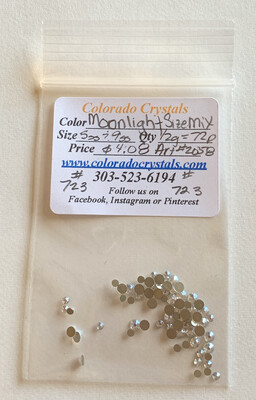 Colorado Crystals
Color Moonlight Size Mix
Size 5ss÷9ss Qty 1/2g=72p
Price $4.08 Art#2058
www.coloradocrystals.com
# 303-523-6194 #
723 Follow us on 723
Facebook, Instagram or Pinterest